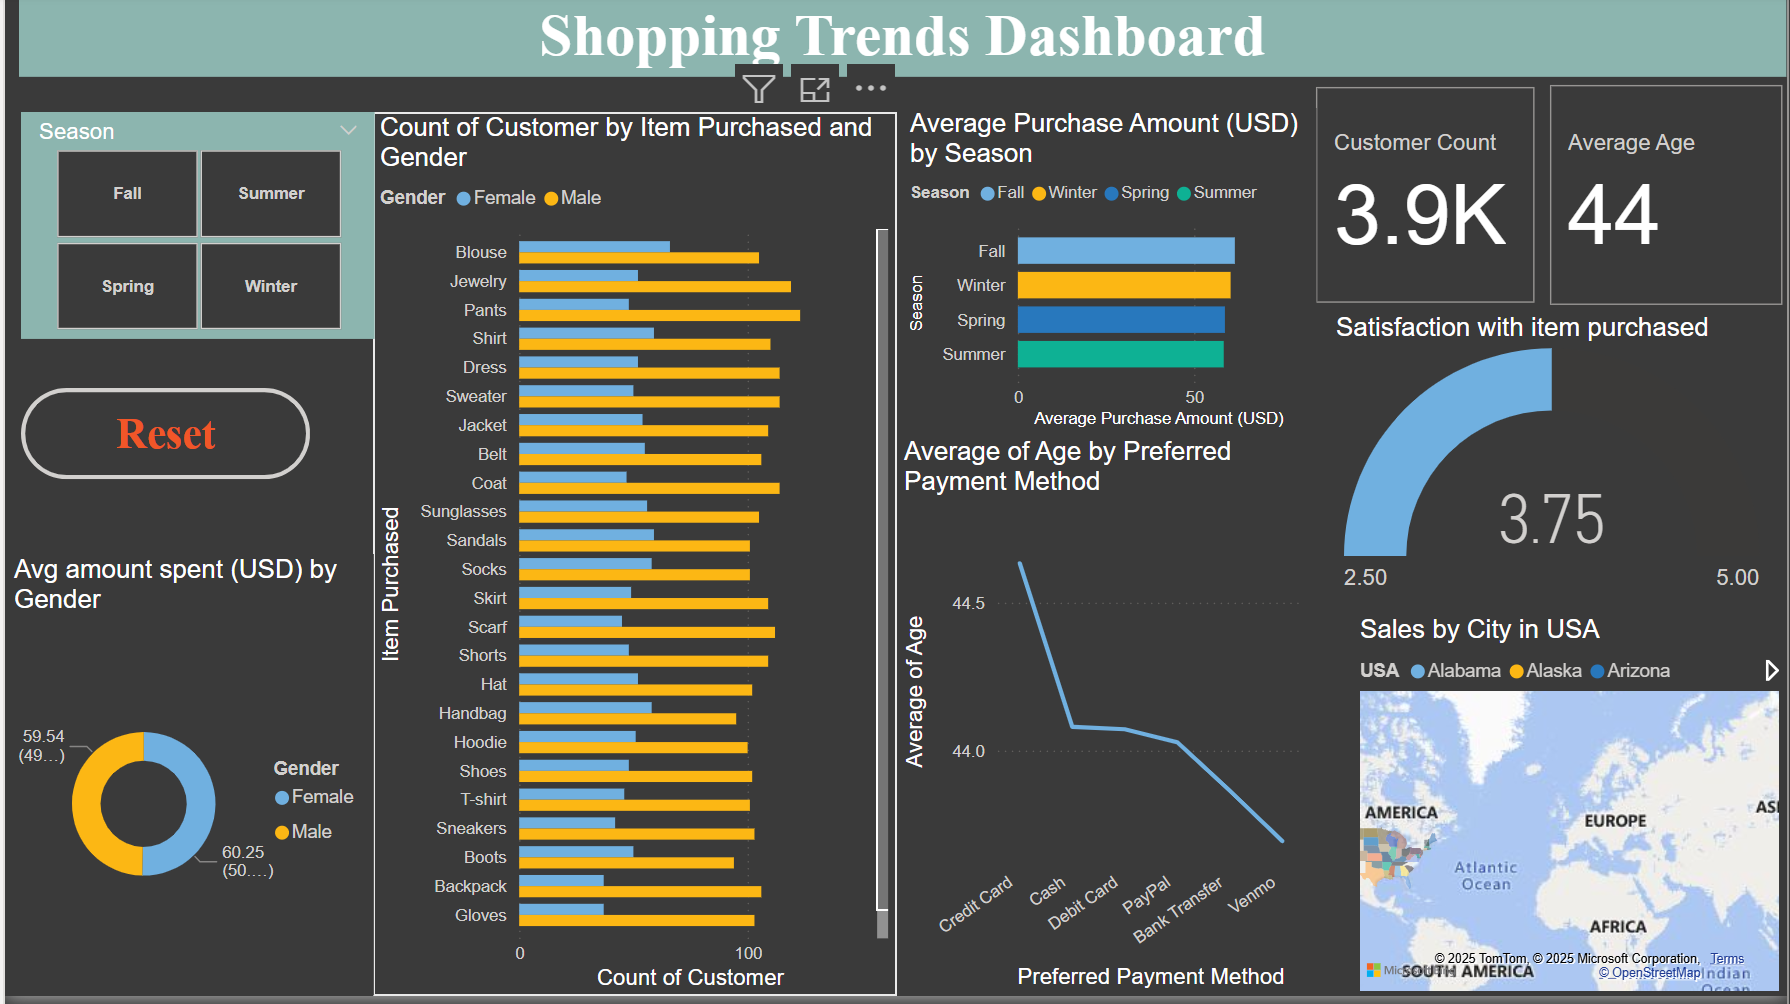 Shopping Trends Dashboard
Season
Fall
Summer
Spring
Winter
Reset
Avg amount spent (USD) by
Gender
59.54
(49...)
60.25
(50....)
Gender
Female
Male
Count of Customer by Item Purchased and
Gender
Gender Female Male
Item Purchased
Blouse
Jewelry
Pants
Shirt
Dress
Sweater
Jacket
Belt
Coat
Sunglasses
Sandals
Socks
Skirt
Scarf
Shorts
Hat
Handbag
Hoodie
Shoes
T-shirt
Sneakers
Boots
Backpack
Gloves
0 100
Count of Customer
Average Purchase Amount (USD)
by Season
Season Fall Winter Spring Summer
Season
Fall
Winter
Spring
Summer
0 50
Average Purchase Amount (USD)
Average of Age by Preferred
Payment Method
Average of Age
44.5
44.0
Credit Card
Cash
Debit Card
PayPal
Bank Transfer
Venmo
Preferred Payment Method
Customer Count
3.9K
Average Age
44
Satisfaction with item purchased
3.75
2.50 5.00
Sales by City in USA
USA Alabama Alaska Arizona
AMERICA
EUROPE
ASI
Atlantic
Ocean
AFRICA
SOUTH AMERICA
Indian
Ocean
© 2025 TomTom, © 2025 Microsoft Corporation, Terms
© OpenStreetMap